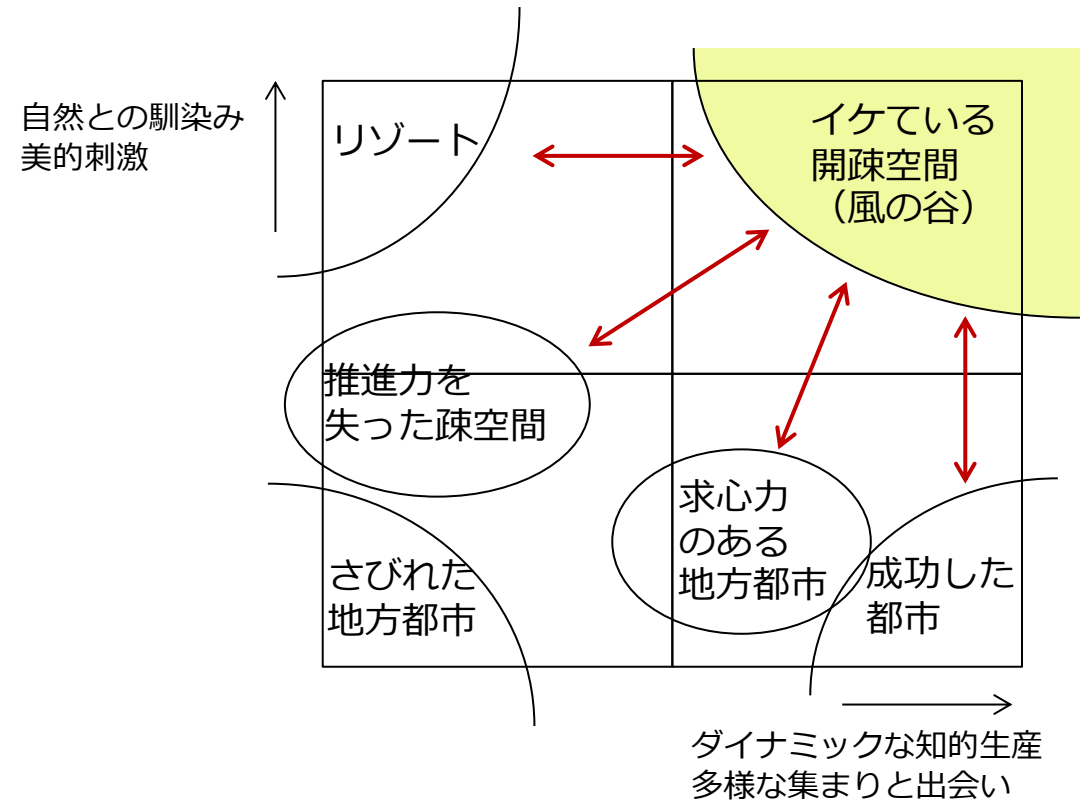 自然との馴染み
美的刺激
リゾート
イケている
開疎空間
（風の谷）
推進力を
失った疎空間
求心力
のある
地方都市
さびれた
地方都市
成功した
都市
ダイナミックな知的生産
多様な集まりと出会い